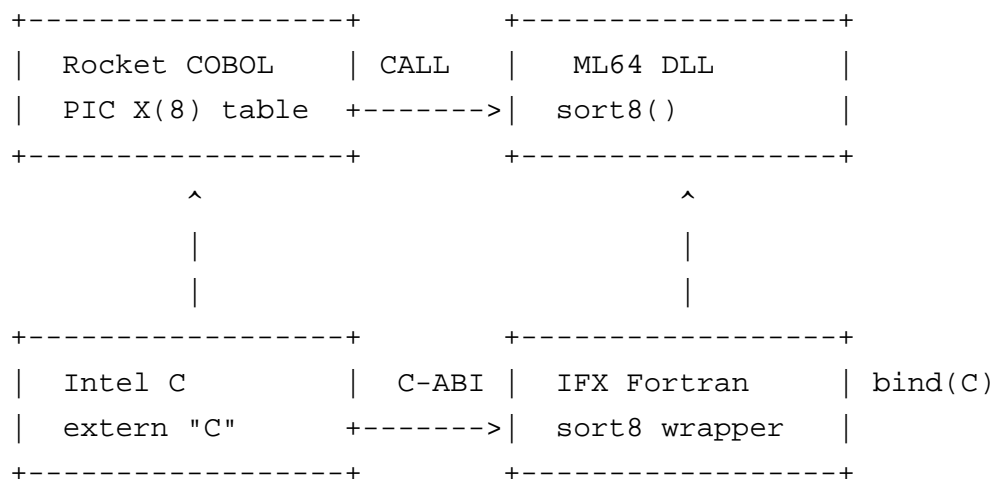 +------------------+ +------------------+
| Rocket COBOL | CALL | ML64 DLL |
| PIC X(8) table +------->| sort8() |
+------------------+ +------------------+
^ ^
| |
| |
+------------------+ +------------------+
| Intel C | C-ABI | IFX Fortran | bind(C)
| extern "C" +------->| sort8 wrapper |
+------------------+ +------------------+